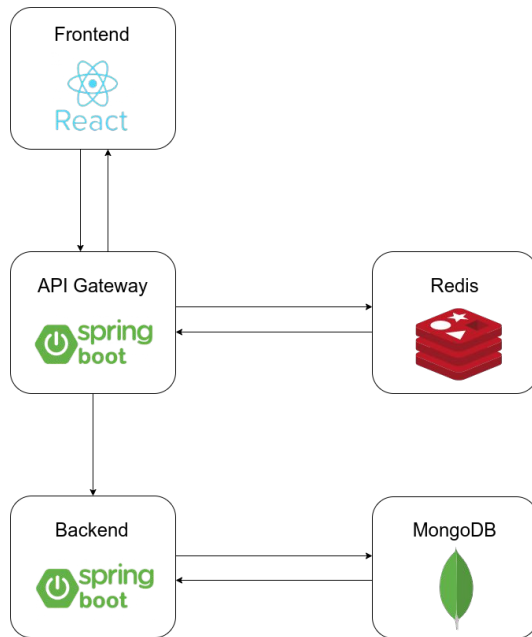 Frontend
React
API Gateway
spring
boot
Redis
Backend
spring
boot
MongoDB